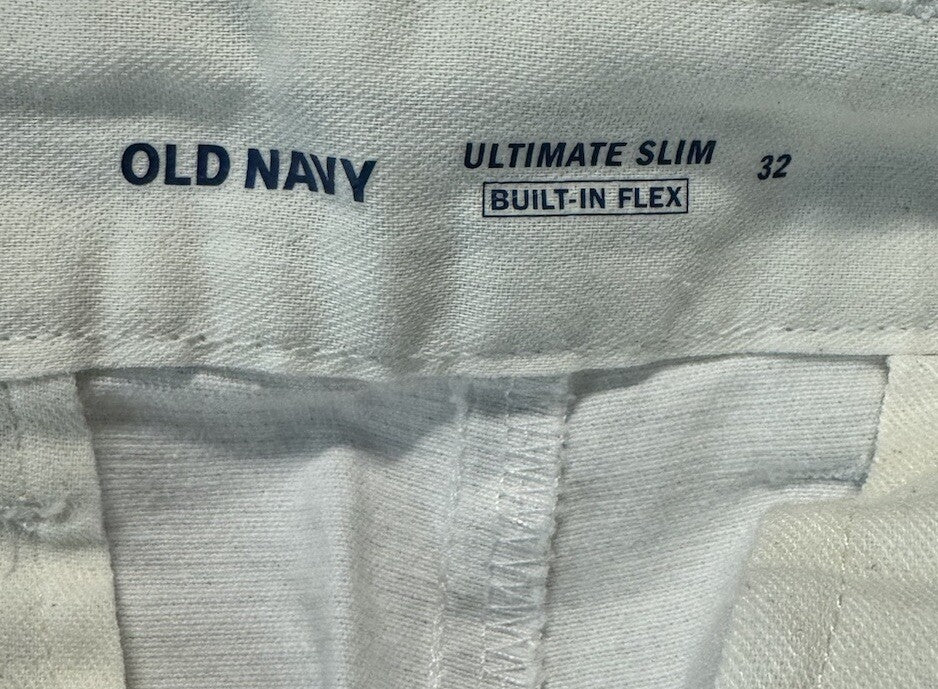 OLD NAVY
ULTIMATE SLIM
BUILT-IN FLEX
32